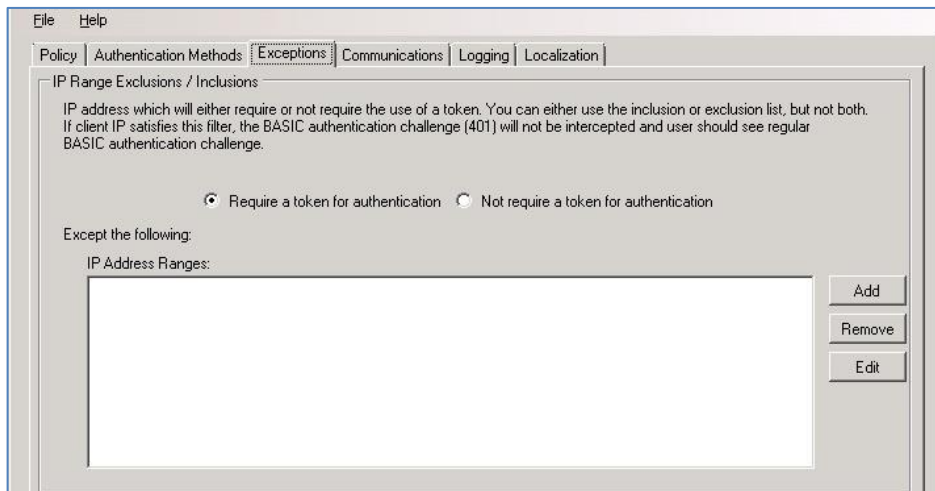 File Help
Policy Authentication Methods Exceptions Communications Logging Localization
IP Range Exclusions / Inclusions
IP address which will either require or not require the use of a token. You can either use the inclusion or exclusion list, but not both.
If client IP satisfies this filter, the BASIC authentication challenge (401) will not be intercepted and user should see regular
BASIC authentication challenge.
Require a token for authentication Not require a token for authentication
Except the following:
IP Address Ranges:
Add
Remove
Edit